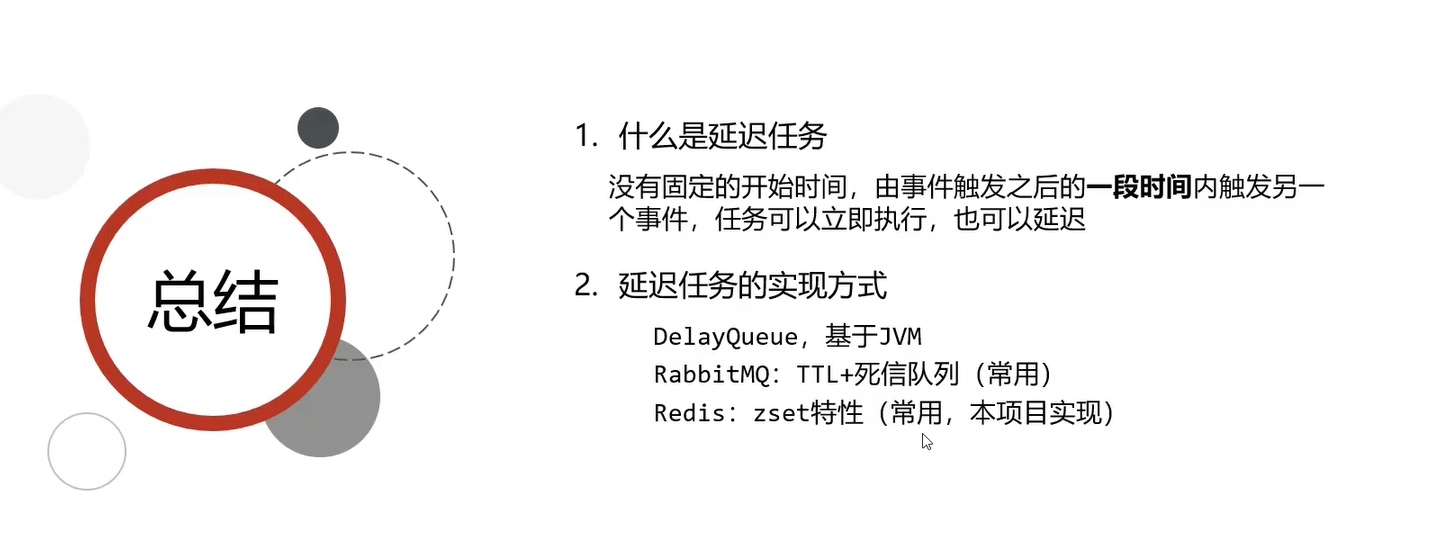 总结
1. 什么是延迟任务
没有固定的开始时间，由事件触发之后的一段时间内触发另一
个事件，任务可以立即执行，也可以延迟
2. 延迟任务的实现方式
DelayQueue，基于JVM
RabbitMQ：TTL+死信队列（常用）
Redis：zset特性（常用，本项目实现）